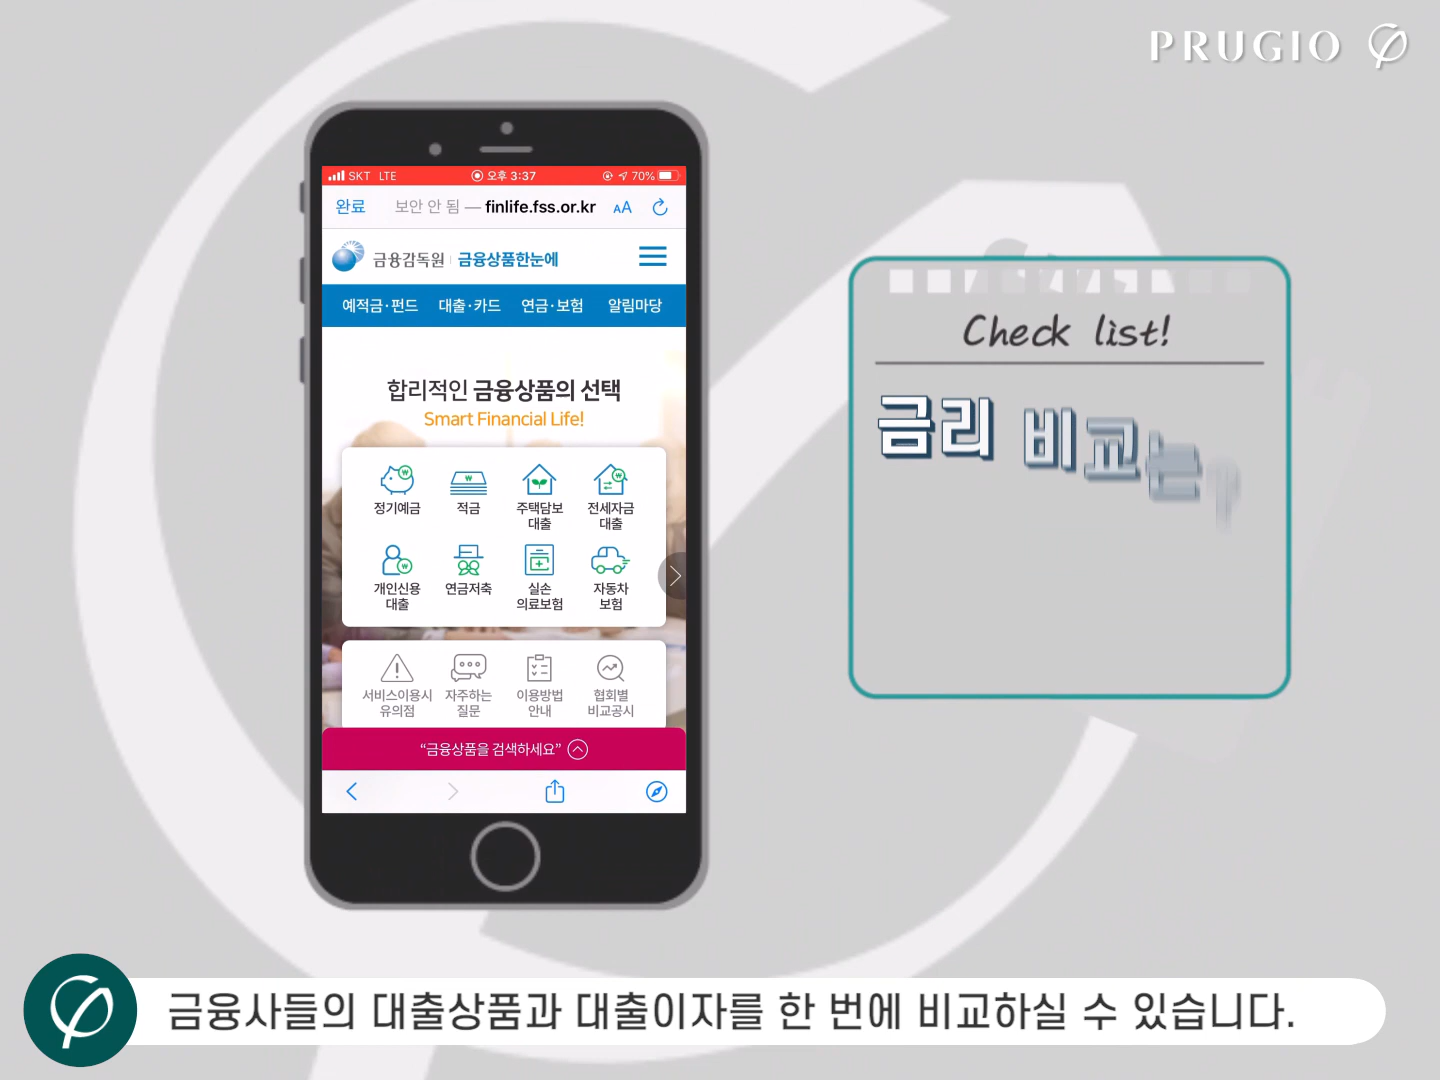 PRUGIO
SKT LTE
오후 3:37
70%
완료
보안 안 됨 — finlife.fss.or.kr
AA
금융감독원
금융상품한눈에
예적금·펀드
대출·카드
연금·보험
알림마당
합리적인 금융상품의 선택
Smart Financial Life!
정기예금
적금
주택담보
대출
전세자금
대출
개인신용
대출
연금저축
실손
의료보험
자동차
보험
서비스이용시
유의점
자주하는
질문
이용방법
안내
협회별
비교공시
“금융상품을 검색하세요”
Check list!
금리 비교는
금융사들의 대출상품과 대출이자를 한 번에 비교하실 수 있습니다.